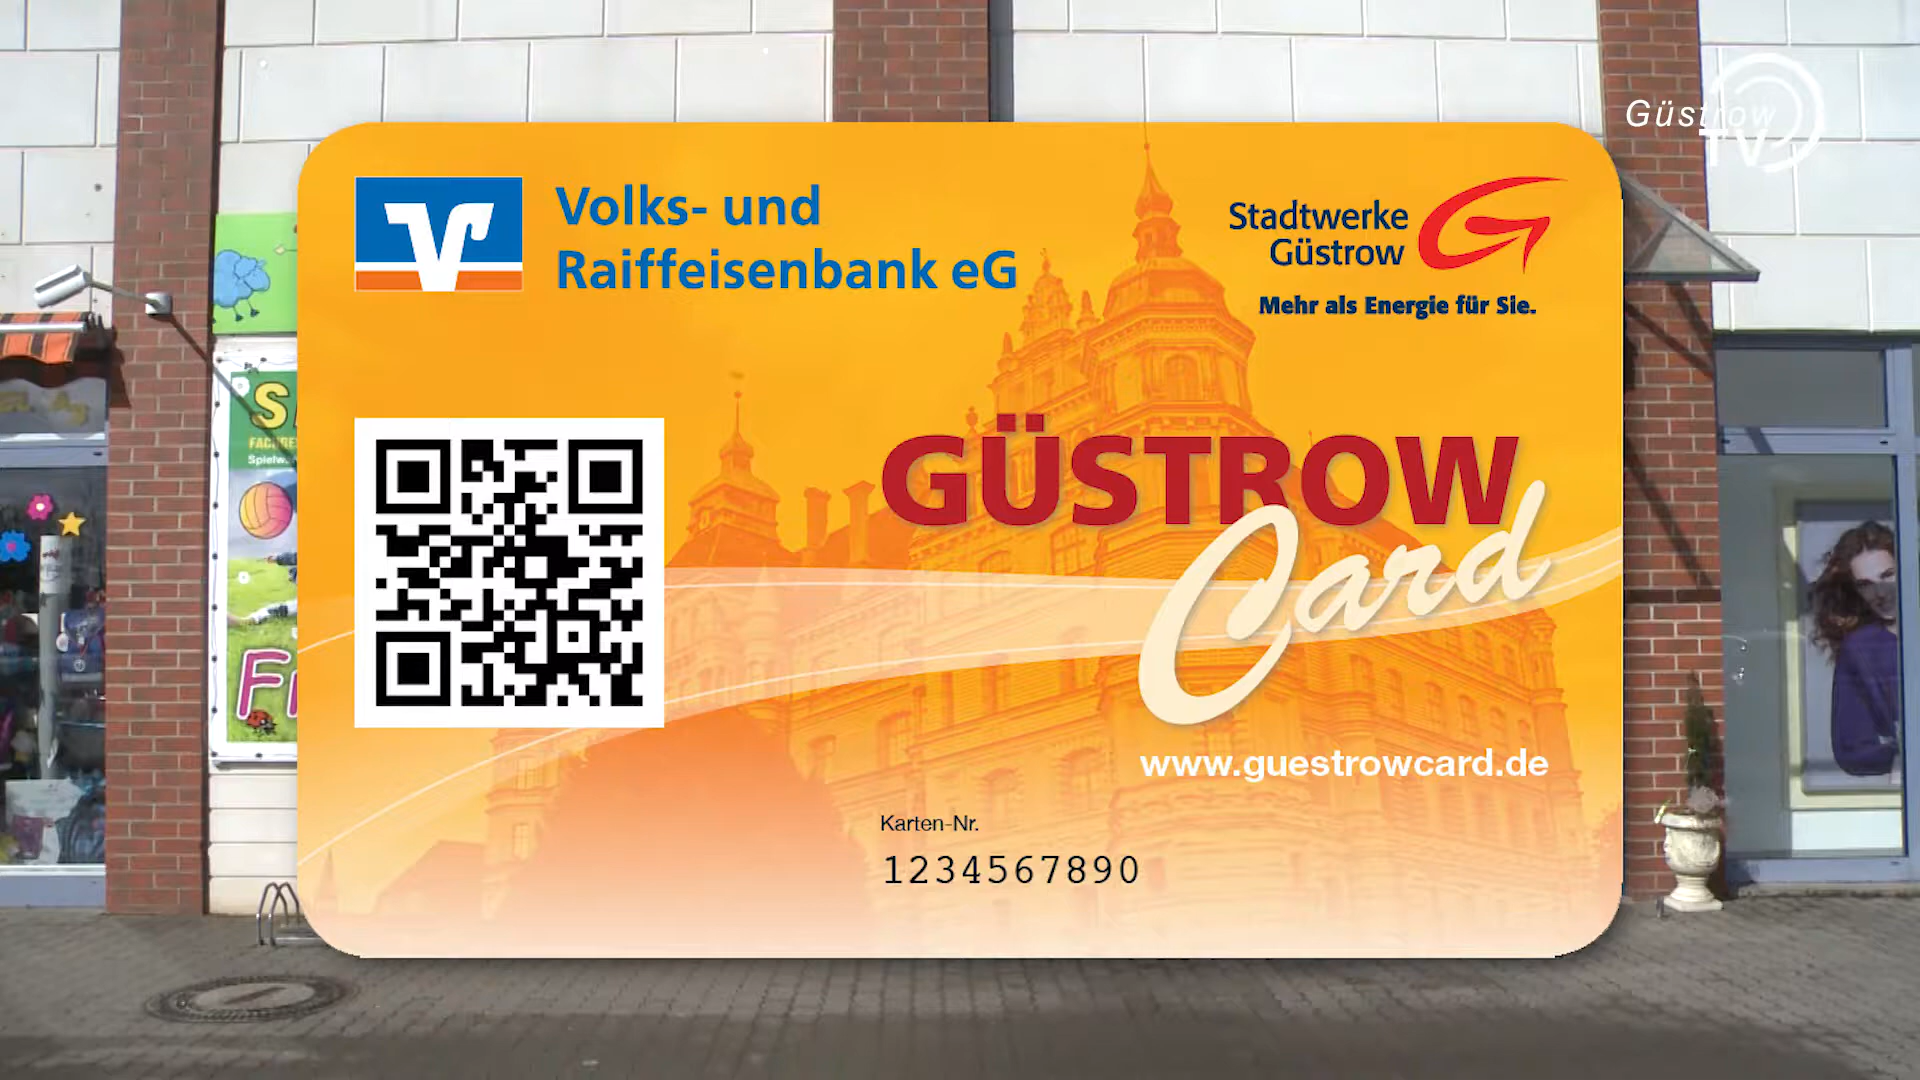 Güstrow
TV
Volks- und
Raiffeisenbank eG
Stadtwerke
Güstrow
Mehr als Energie für Sie.
GÜSTROW
Card
www.guestrowcard.de
Karten-Nr.
1234567890